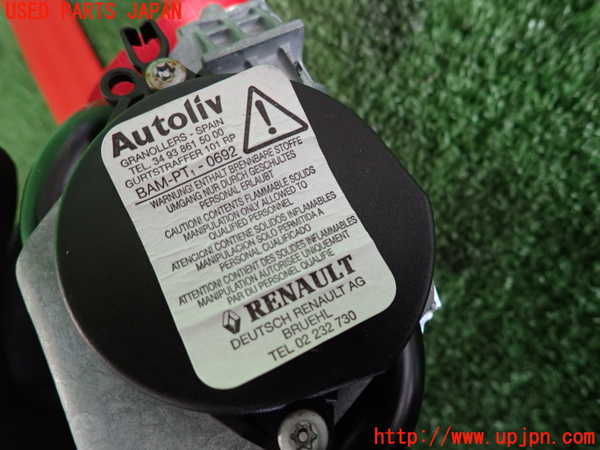 USED PARTS JAPAN
Autoliv
GRANOLLERS - SPAIN
TEL. 34 93 861 50 00
GURTSTRAFFER 101 RP
BAM-PT₁ - 0692
WARNUNG! ENTHALT BRENNBARE STOFFE
UMGANG NUR DURCH GESCHULTES
PERSONAL ERLAUBT
CAUTION! CONTENTS FLAMMABLE SOLIDS
MANIPULATION ONLY ALLOWED TO
QUALIFIED PERSONNEL
ATENCION! CONTIENE SOLIDOS INFLAMABLES
MANIPULACION SOLO PERMITIDA A
PERSONAL CUALIFICADO
ATTENTION! CONTIENT DES SOLIDES INFLAMMABLES
MANIPULATION AUTORISEE UNIQUEMENT
PAR DU PERSONNEL QUALIFIE
RENAULT
DEUTSCH RENAULT AG
BRUEHL
TEL 02 232 730
http://www.upjpn.com/